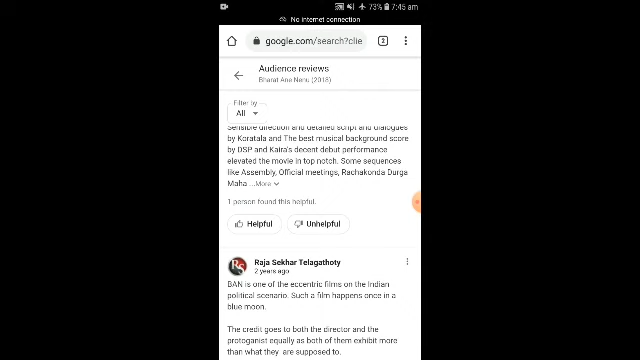 73% 7:45 am
No internet connection
google.com/search?clie
2
Audience reviews
Bharat Ane Nenu (2018)
Filter by
All
Sensible direction and detailed script and dialogues
by Koratala and The best musical background score
by DSP and Kaira's decent debut performance
elevated the movie in top notch. Some sequences
like Assembly, Official meetings, Rachakonda Durga
Maha ...More
1 person found this helpful.
Helpful Unhelpful
RS
Raja Sekhar Telagathoty
2 years ago
BAN is one of the eccentric films on the Indian
political scenario. Such a film happens once in a
blue moon.
The credit goes to both the director and the
protoganist equally as both of them exhibit more
than what they are supposed to.